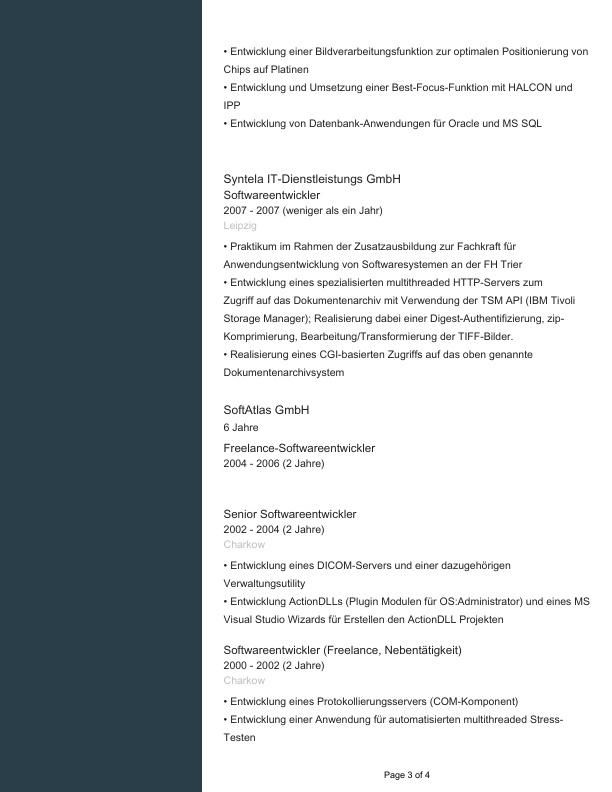 • Entwicklung einer Bildverarbeitungsfunktion zur optimalen Positionierung von
Chips auf Platinen
• Entwicklung und Umsetzung einer Best-Focus-Funktion mit HALCON und
IPP
• Entwicklung von Datenbank-Anwendungen für Oracle und MS SQL
Syntela IT-Dienstleistungs GmbH
Softwareentwickler
2007 - 2007 (weniger als ein Jahr)
Leipzig
• Praktikum im Rahmen der Zusatzausbildung zur Fachkraft für
Anwendungsentwicklung von Softwaresystemen an der FH Trier
• Entwicklung eines spezialisierten multithreaded HTTP-Servers zum
Zugriff auf das Dokumentenarchiv mit Verwendung der TSM API (IBM Tivoli
Storage Manager); Realisierung dabei einer Digest-Authentifizierung, zip-
Komprimierung, Bearbeitung/Transformierung der TIFF-Bilder.
• Realisierung eines CGI-basierten Zugriffs auf das oben genannte
Dokumentenarchivsystem
SoftAtlas GmbH
6 Jahre
Freelance-Softwareentwickler
2004 - 2006 (2 Jahre)
Senior Softwareentwickler
2002 - 2004 (2 Jahre)
Charkow
• Entwicklung eines DICOM-Servers und einer dazugehörigen
Verwaltungsutility
• Entwicklung ActionDLLs (Plugin Modulen für OS:Administrator) und eines MS
Visual Studio Wizards für Erstellen den ActionDLL Projekten
Softwareentwickler (Freelance, Nebentätigkeit)
2000 - 2002 (2 Jahre)
Charkow
• Entwicklung eines Protokollierungsservers (COM-Komponent)
• Entwicklung einer Anwendung für automatisierten multithreaded Stress-
Testen
Page 3 of 4